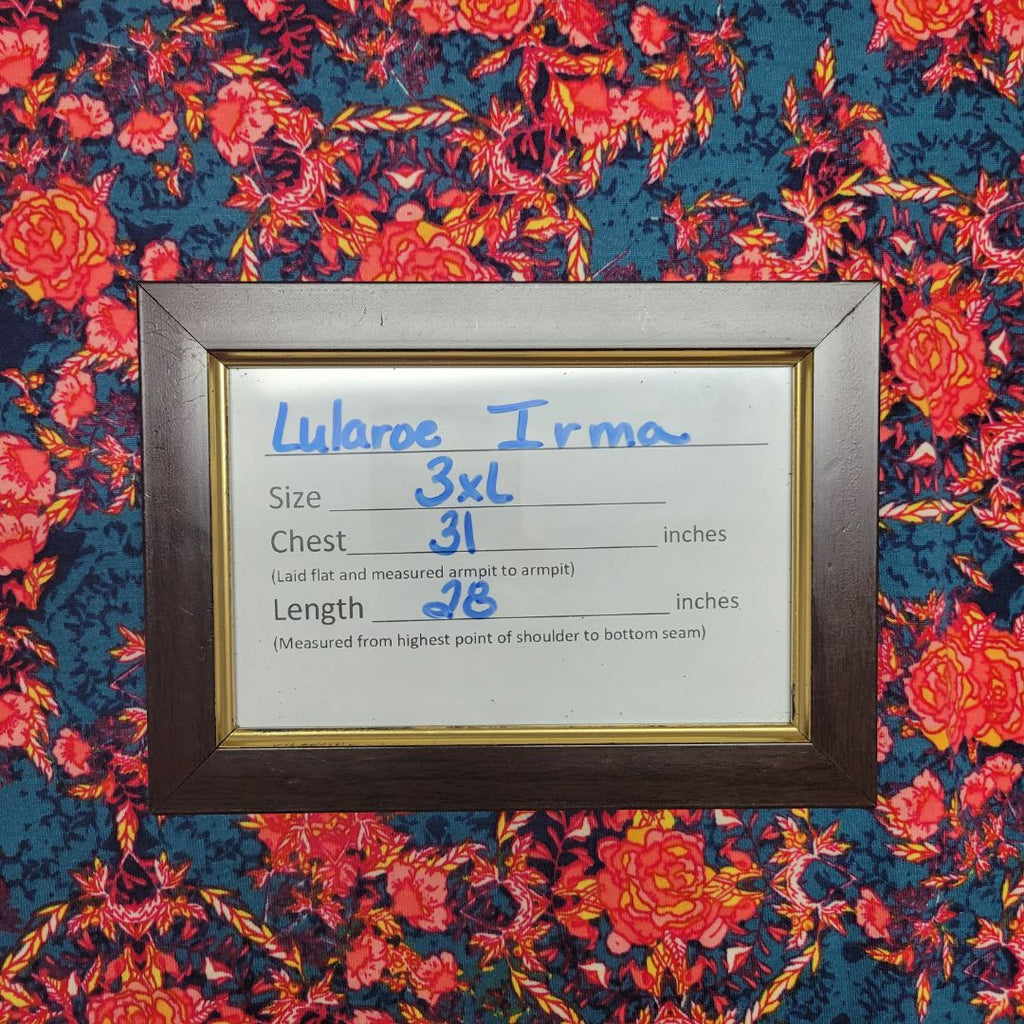 Lularoe Irma
Size 3xL
Chest 31 inches
(Laid flat and measured armpit to armpit)
Length 28 inches
(Measured from highest point of shoulder to bottom seam)